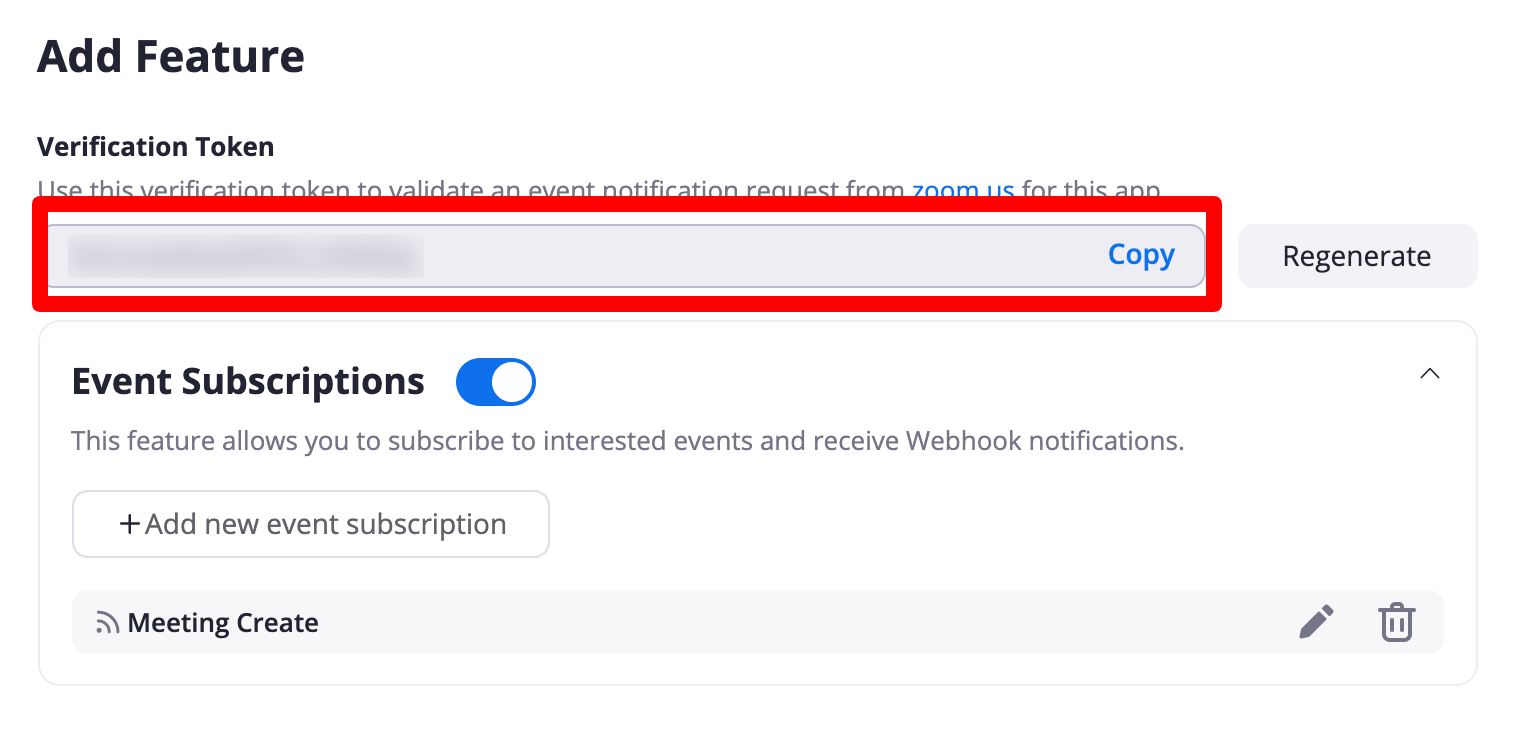 Add Feature
Verification Token
Use this verification token to validate an event notification request from zoom.us for this app
Copy
Regenerate
Event Subscriptions
This feature allows you to subscribe to interested events and receive Webhook notifications.
+Add new event subscription
Meeting Create